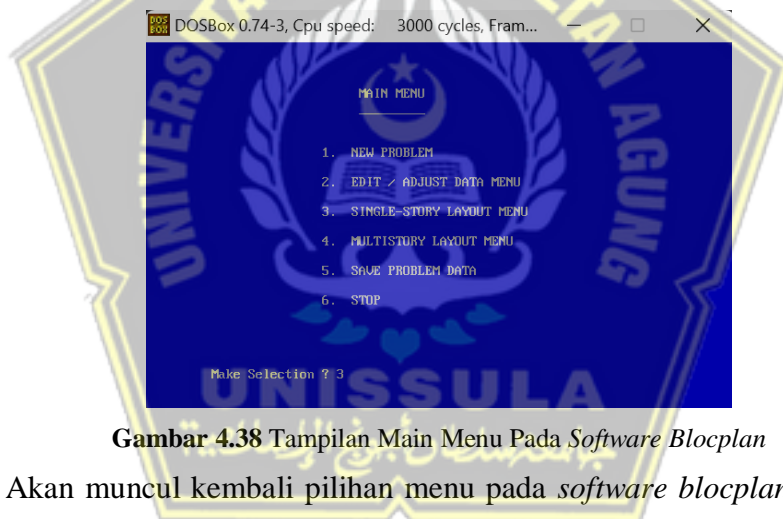 DOSBox 0.74-3, Cpu speed: 3000 cycles, Fram...
MAIN MENU
1. NEW PROBLEM
2. EDIT / ADJUST DATA MENU
3. SINGLE-STORY LAYOUT MENU
4. MULTISTORY LAYOUT MENU
5. SAVE PROBLEM DATA
6. STOP
Make Selection ? 3
UNISSULA
Gambar 4.38 Tampilan Main Menu Pada Software Blocplan
Akan muncul kembali pilihan menu pada software blocplan
AGUNG